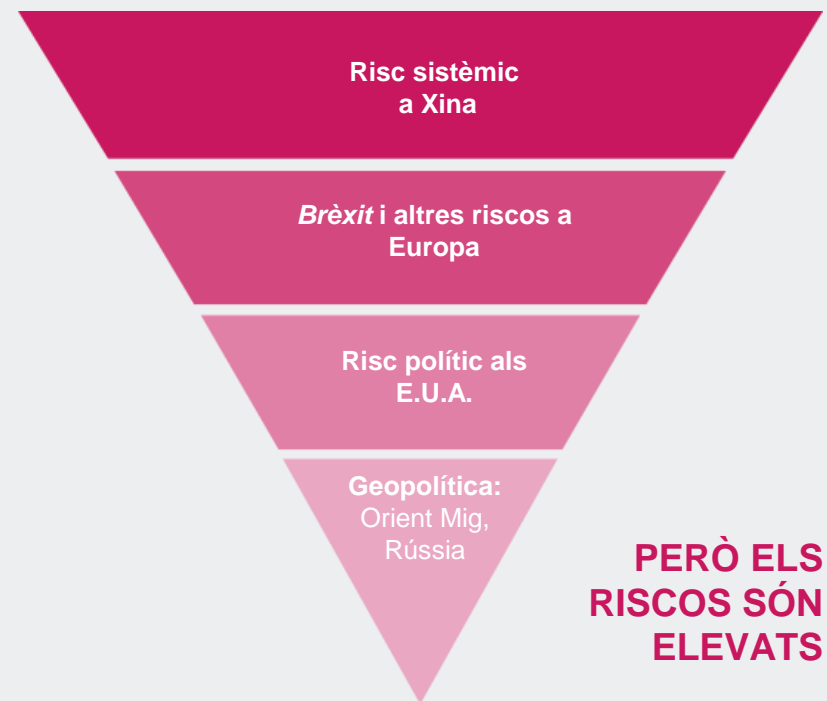 Risc sistèmic
a Xina
Brèxit i altres riscos a
Europa
Risc polític als
E.U.A.
Geopolítica:
Orient Mig,
Rússia
PERÒ ELS
RISCOS SÓN
ELEVATS